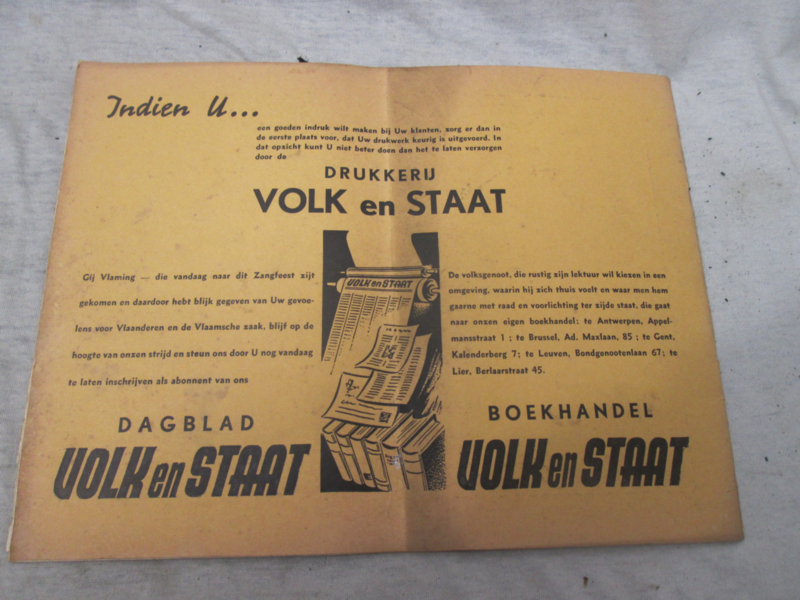 Indien U...
een goeden indruk wilt maken bij Uw klanten, zorg er dan in
de eerste plaats voor, dat Uw drukwerk keurig is uitgevoerd. In
dat opzicht kunt U niet beter doen dan het te laten verzorgen
door de
DRUKKERIJ
VOLK en STAAT
VOLK en STAAT
Gij Vlaming — die vandaag naar dit Zangfeest zijt
gekomen en daardoor hebt blijk gegeven van Uw gevoe-
lens voor Vlaanderen en de Vlaamsche zaak, blijf op de
hoogte van onzen strijd en steun ons door U nog vandaag
te laten inschrijven als abonnent van ons
DAGBLAD
VOLK en STAAT
De volksgenoot, die rustig zijn lektuur wil kiezen in een
omgeving, waarin hij zich thuis voelt en waar men hem
gaarne met raad en voorlichting ter zijde staat, die gaat
naar onzen eigen boekhandel: te Antwerpen, Appel-
mansstraat 1; te Brussel, Ad. Maxlaan, 85; te Gent,
Kalenderberg 7; te Leuven, Bondgenootenlaan 67; te
Lier, Berlaarstraat 45.
BOEKHANDEL
VOLK en STAAT